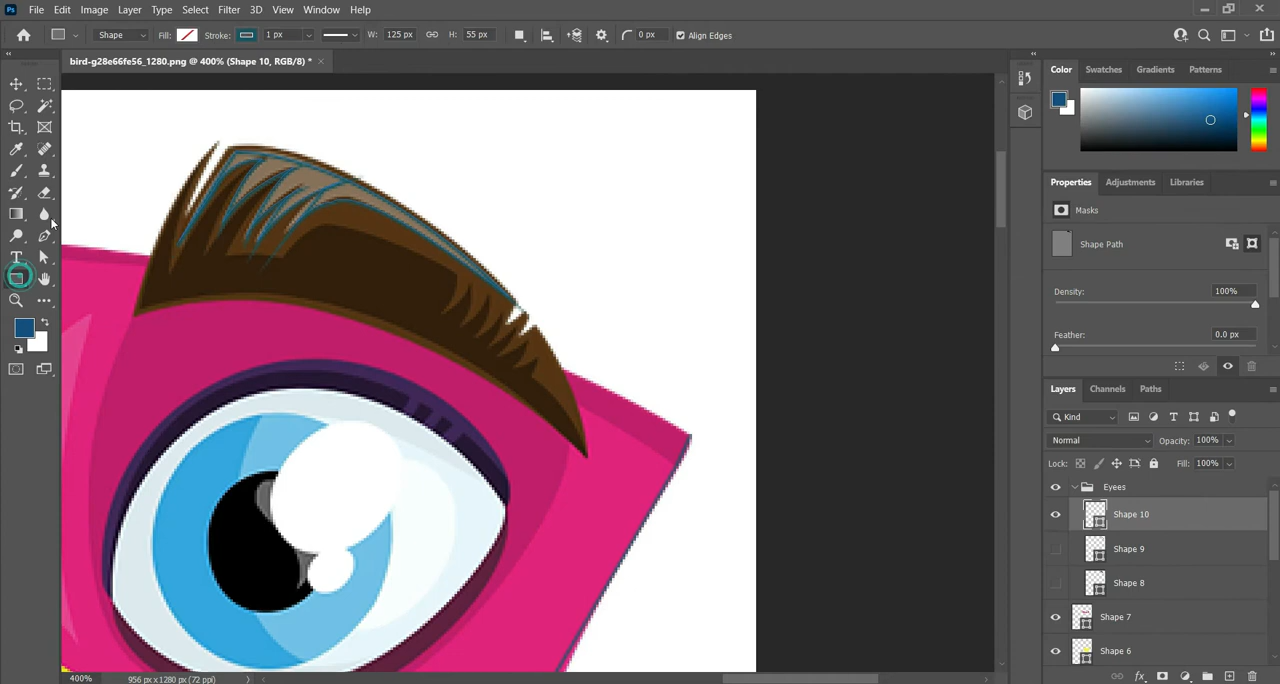 Ps File Edit Image Layer Type Select Filter 3D View Window Help
Shape Fill: Stroke: 1 px W: 125 px H: 55 px 0 px Align Edges
bird-g28e66fe56_1280.png @ 400% (Shape 10, RGB/8) *
Color Swatches Gradients Patterns
Properties Adjustments Libraries
Masks
Shape Path
Density: 100%
Feather: 0.0 px
Layers Channels Paths
Kind
Normal Opacity: 100%
Lock: Fill: 100%
Eyees
Shape 10
Shape 9
Shape 8
Shape 7
Shape 6
T
fx
400% 956 px x 1280 px (72 ppi)